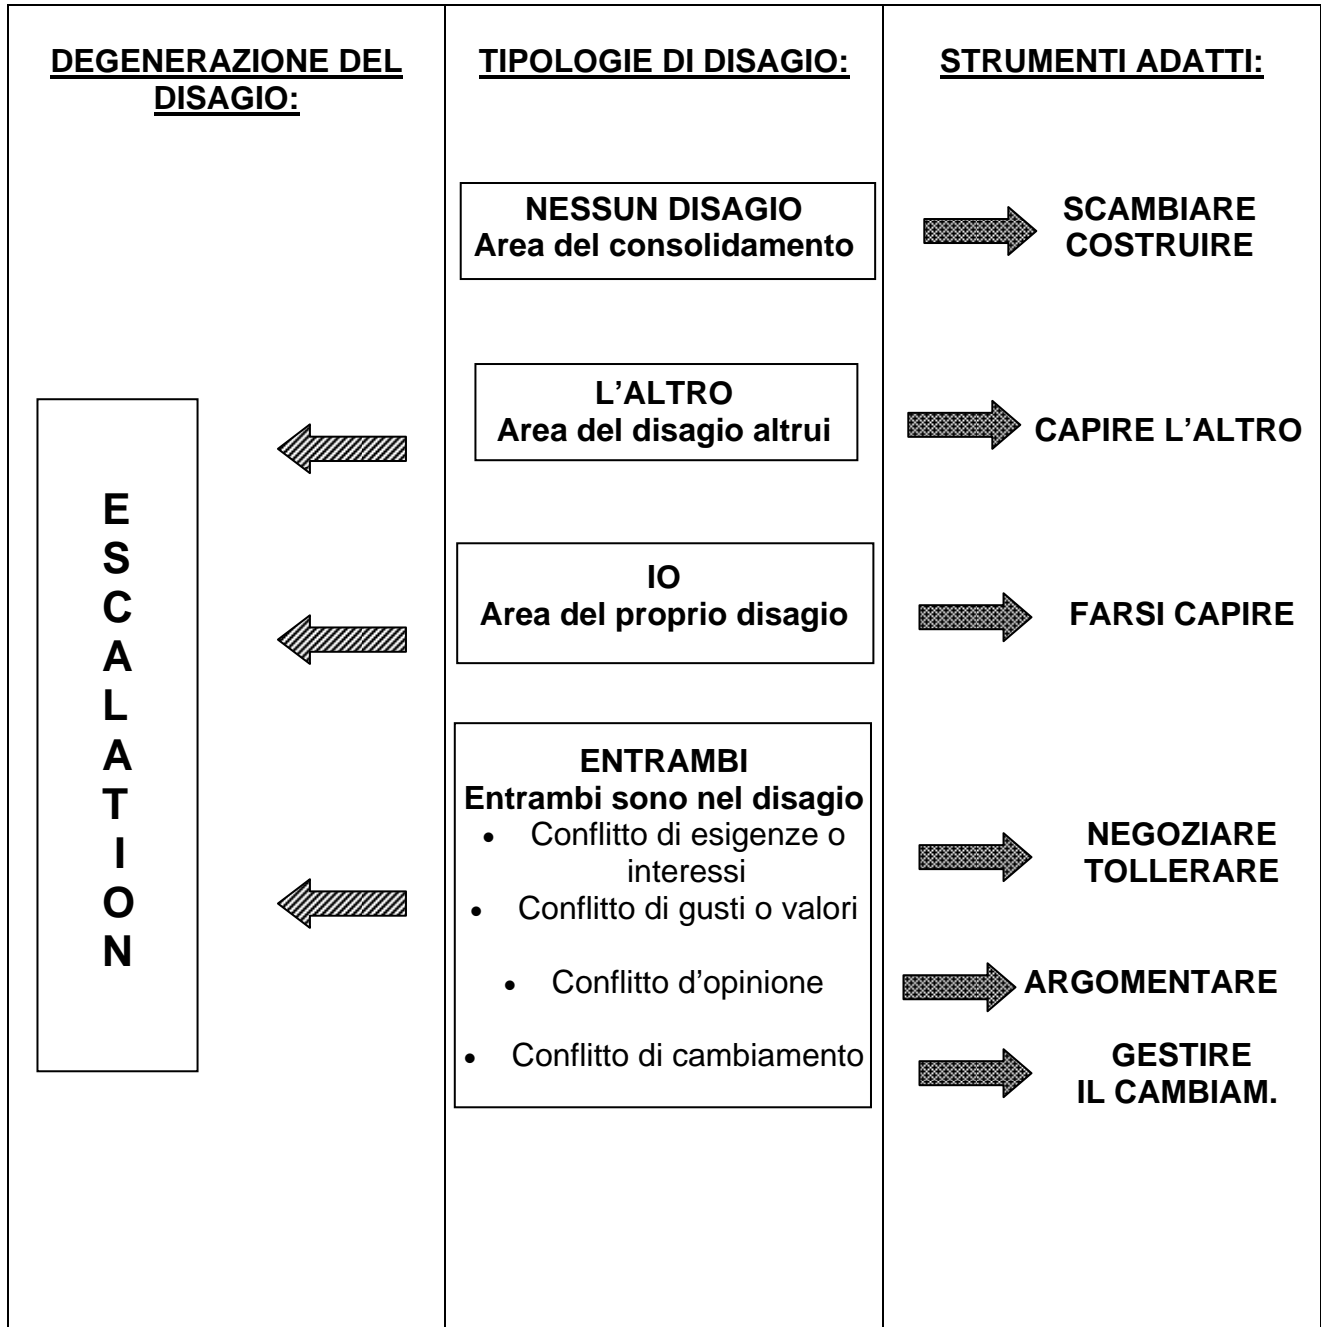 DEGENERAZIONE DEL
DISAGIO:
E
S
C
A
L
A
T
I
O
N
TIPOLOGIE DI DISAGIO:
NESSUN DISAGIO
Area del consolidamento
L’ALTRO
Area del disagio altrui
IO
Area del proprio disagio
ENTRAMBI
Entrambi sono nel disagio
• Conflitto di esigenze o
interessi
• Conflitto di gusti o valori
• Conflitto d’opinione
• Conflitto di cambiamento
STRUMENTI ADATTI:
SCAMBIARE
COSTRUIRE
CAPIRE L’ALTRO
FARSI CAPIRE
NEGOZIARE
TOLLERARE
ARGOMENTARE
GESTIRE
IL CAMBIAM.